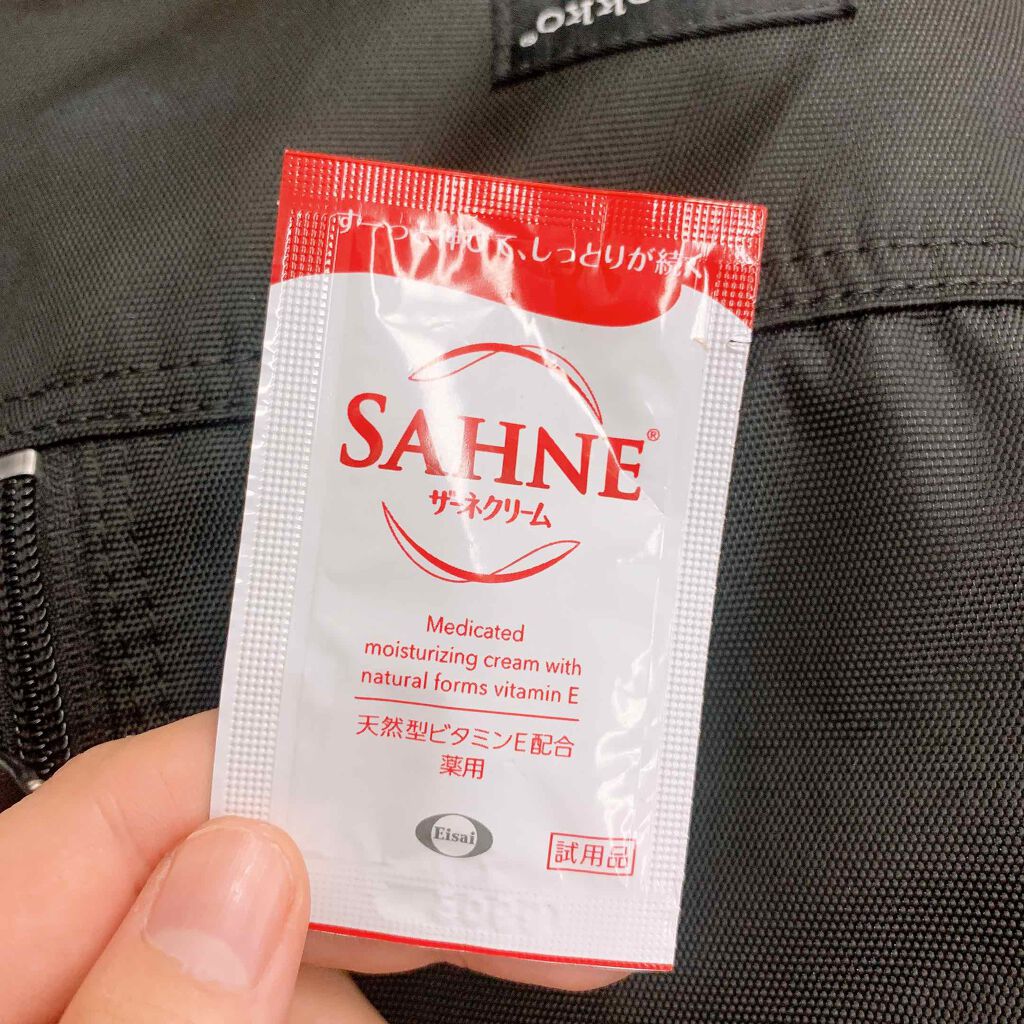 kko®
すーっと伸びて、しっとりが続く
SAHNE®
ザーネクリーム
Medicated
moisturizing cream with
natural forms vitamin E
天然型ビタミンE配合
薬用
Eisai
試用品